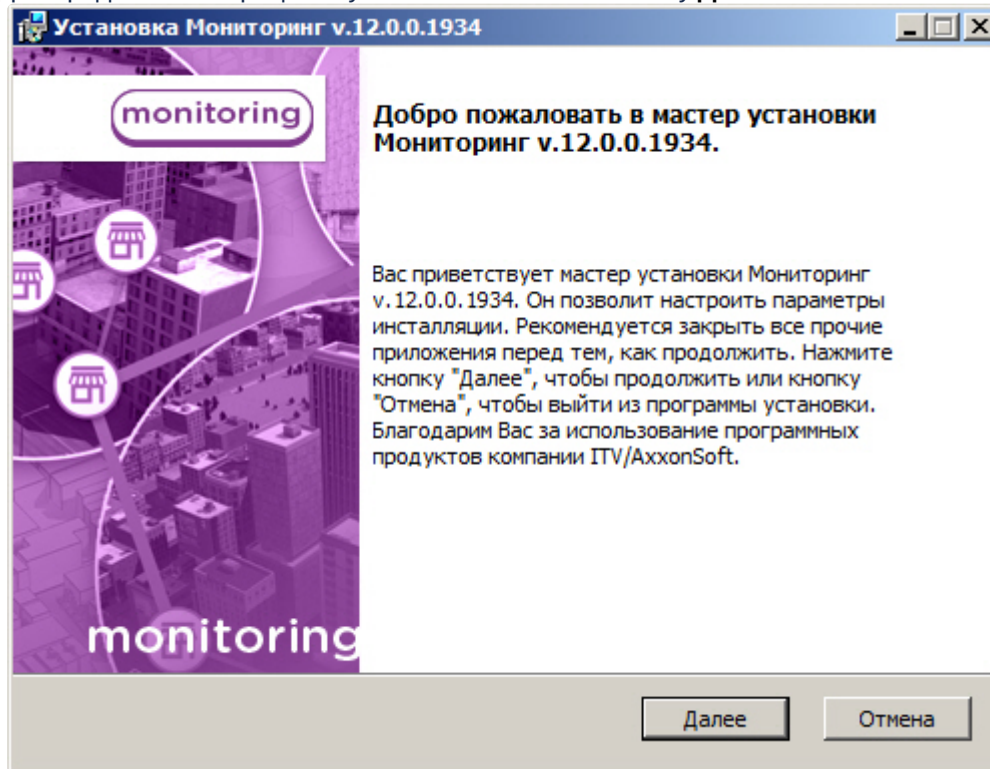 Установка Мониторинг v.12.0.0.1934
monitoring
Добро пожаловать в мастер установки
Мониторинг v.12.0.0.1934.
Вас приветствует мастер установки Мониторинг
v.12.0.0.1934. Он позволит настроить параметры
инсталляции. Рекомендуется закрыть все прочие
приложения перед тем, как продолжить. Нажмите
кнопку "Далее", чтобы продолжить или кнопку
"Отмена", чтобы выйти из программы установки.
Благодарим Вас за использование программных
продуктов компании ITV/AxxonSoft.
monitoring
Далее
Отмена